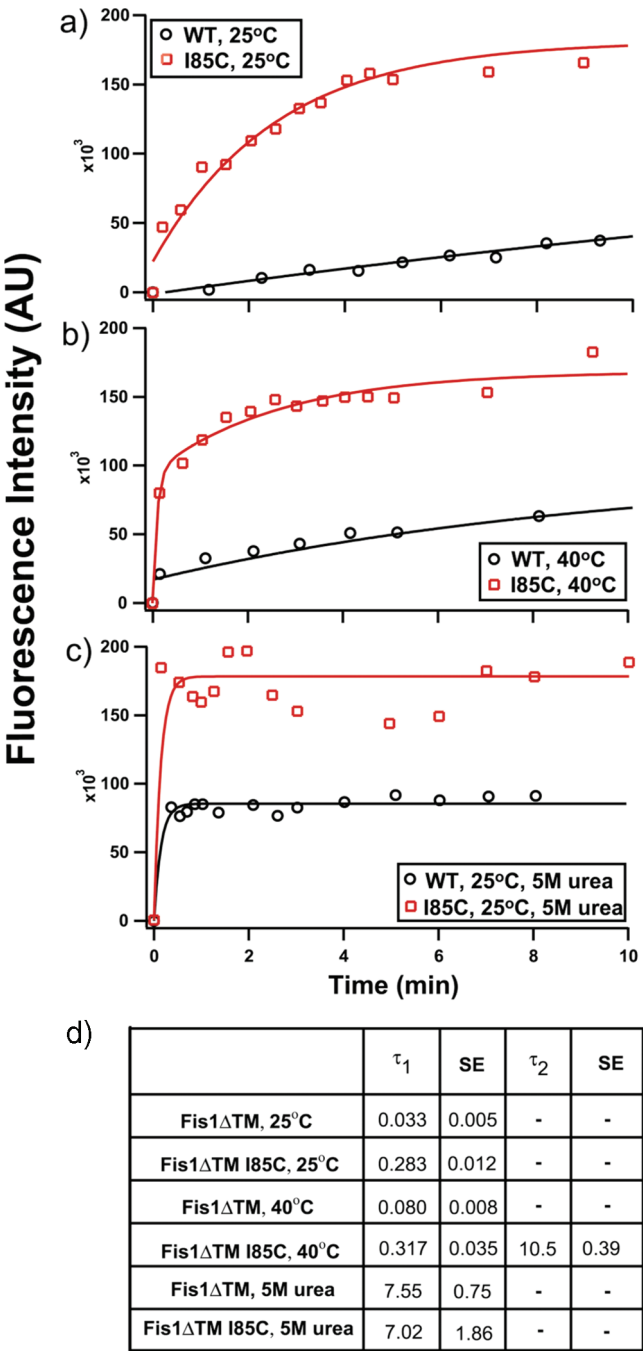 Fluorescence Intensity (AU)
a)
WT, 25°C
I85C, 25°C
x10³
200
150
100
50
0
b)
x10³
200
150
100
50
0
WT, 40°C
I85C, 40°C
c)
x10³
200
150
100
50
0
WT, 25°C, 5M urea
I85C, 25°C, 5M urea
0 2 4 6 8 10
Time (min)
d)
τ1 SE τ2 SE
Fis1ΔTM, 25°C 0.033 0.005 - -
Fis1ΔTM I85C, 25°C 0.283 0.012 - -
Fis1ΔTM, 40°C 0.080 0.008 - -
Fis1ΔTM I85C, 40°C 0.317 0.035 10.5 0.39
Fis1ΔTM, 5M urea 7.55 0.75 - -
Fis1ΔTM I85C, 5M urea 7.02 1.86 - -